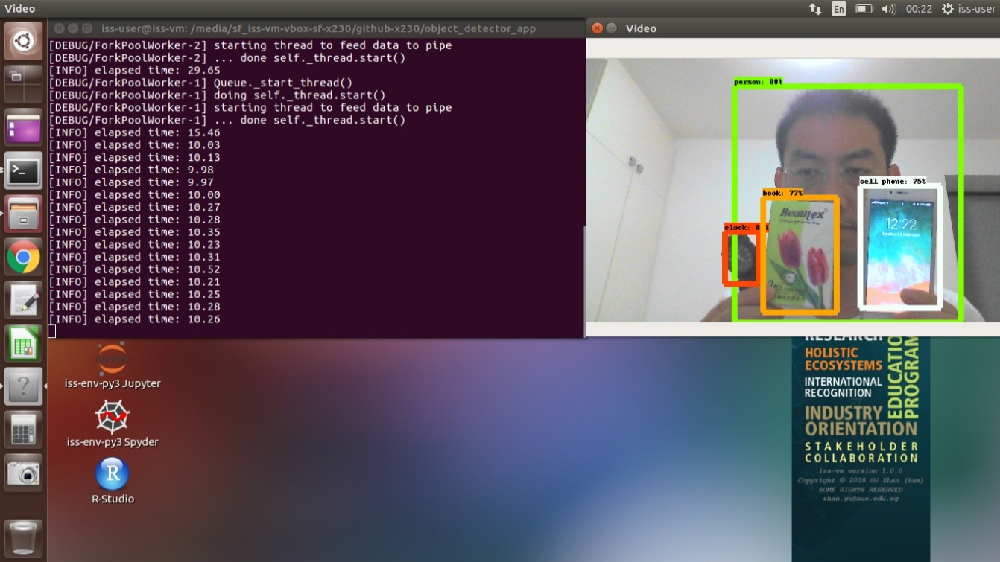 Video
En
00:22
iss-user
iss-user@iss-vm: /media/sf_iss-vm-vbox-sf-x230/github-x230/object_detector_app
[DEBUG/ForkPoolWorker-2] starting thread to feed data to pipe
[DEBUG/ForkPoolWorker-2] ... done self._thread.start()
[INFO] elapsed time: 29.65
[DEBUG/ForkPoolWorker-1] Queue._start_thread()
[DEBUG/ForkPoolWorker-1] doing self._thread.start()
[DEBUG/ForkPoolWorker-1] starting thread to feed data to pipe
[DEBUG/ForkPoolWorker-1] ... done self._thread.start()
[INFO] elapsed time: 15.46
[INFO] elapsed time: 10.03
[INFO] elapsed time: 10.13
[INFO] elapsed time: 9.98
[INFO] elapsed time: 9.97
[INFO] elapsed time: 10.00
[INFO] elapsed time: 10.27
[INFO] elapsed time: 10.28
[INFO] elapsed time: 10.35
[INFO] elapsed time: 10.23
[INFO] elapsed time: 10.31
[INFO] elapsed time: 10.52
[INFO] elapsed time: 10.21
[INFO] elapsed time: 10.25
[INFO] elapsed time: 10.28
[INFO] elapsed time: 10.26
Video
person: 88%
cell phone: 75%
book: 77%
clock:
Beautex
12:22
jupyter
iss-env-py3 Jupyter
iss-env-py3 Spyder
R
R-Studio
RESEARCH
HOLISTIC
ECOSYSTEMS
INTERNATIONAL
RECOGNITION
EDUCATIO
PROGRAM
INDUSTRY
ORIENTATION
STAKEHOLDER
COLLABORATION
iss-vm version 1.0.0
Copyright © 2018 GU Zhan (Sam)
SOME RIGHTS RESERVED
zhan.gu@nus.edu.sg